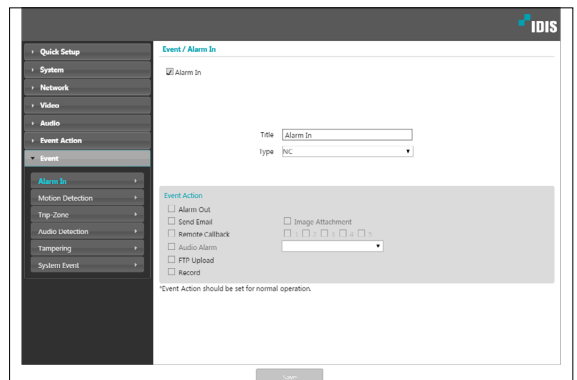 IDIS
Quick Setup
System
Network
Video
Audio
Event Action
Event
Alarm In
Motion Detection
Trip-Zone
Audio Detection
Tampering
System Event
Event / Alarm In
Alarm In
Title Alarm In
Type NC
Event Action
Alarm Out
Send Email Image Attachment
Remote Callback 1 2 3 4 5
Audio Alarm
FTP Upload
Record
*Event Action should be set for normal operation.
Save